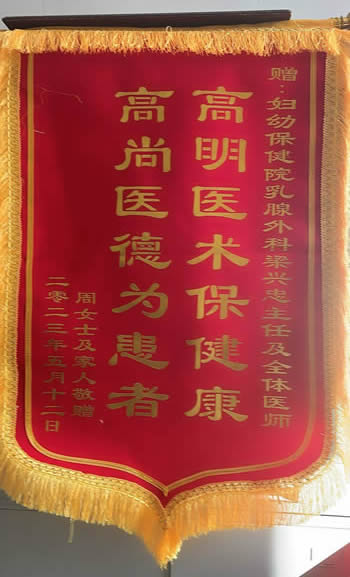 赠：妇幼保健院乳腺外科梁兴忠主任及全体医师
高明医术保健康
高尚医德为患者
周女士及家人敬赠
二零二三年五月十二日